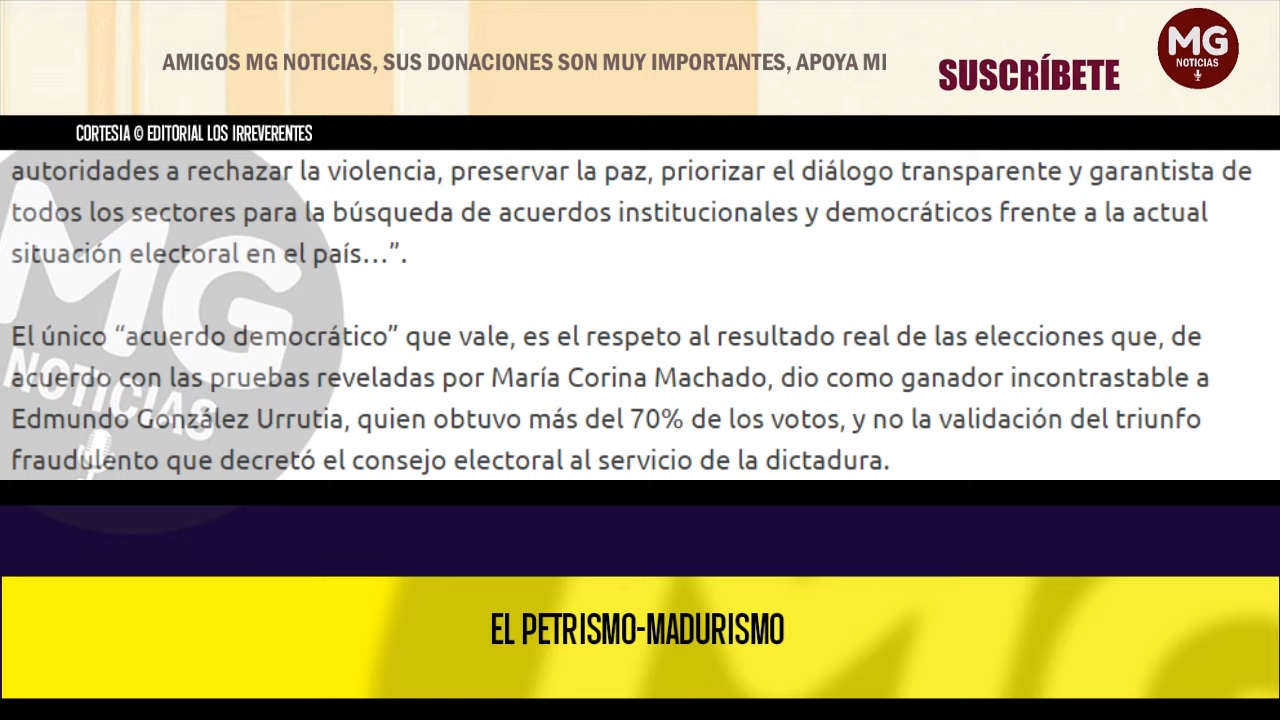 AMIGOS MG NOTICIAS, SUS DONACIONES SON MUY IMPORTANTES, APOYA MI
SUSCRÍBETE
MG
NOTICIAS
CORTESIA © EDITORIAL LOS IRREVERENTES
autoridades a rechazar la violencia, preservar la paz, priorizar el diálogo transparente y garantista de
todos los sectores para la búsqueda de acuerdos institucionales y democráticos frente a la actual
situación electoral en el país…”.
El único “acuerdo democrático” que vale, es el respeto al resultado real de las elecciones que, de
acuerdo con las pruebas reveladas por María Corina Machado, dio como ganador incontrastable a
Edmundo González Urrutia, quien obtuvo más del 70% de los votos, y no la validación del triunfo
fraudulento que decretó el consejo electoral al servicio de la dictadura.
MG
NOTICIAS
EL PETRISMO-MADURISMO